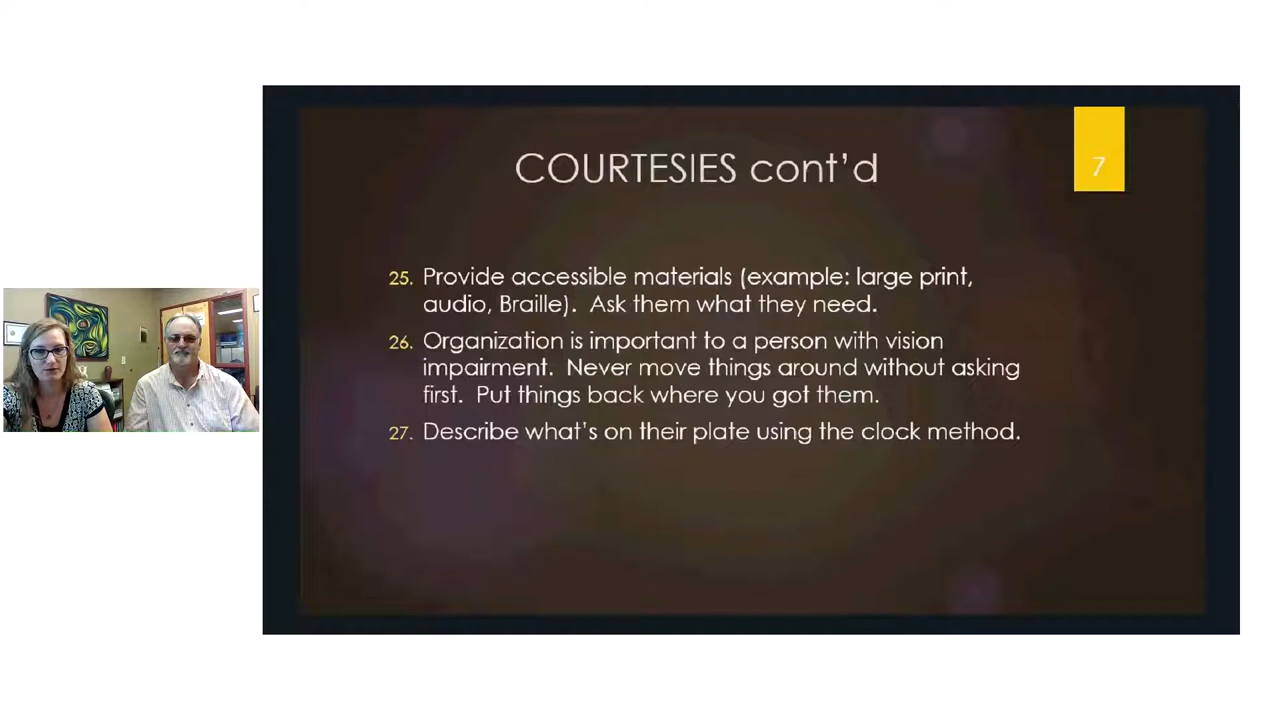 COURTESIES cont'd
7
25. Provide accessible materials (example: large print,
audio, Braille).  Ask them what they need.
26. Organization is important to a person with vision
impairment.  Never move things around without asking
first.  Put things back where you got them.
27. Describe what's on their plate using the clock method.